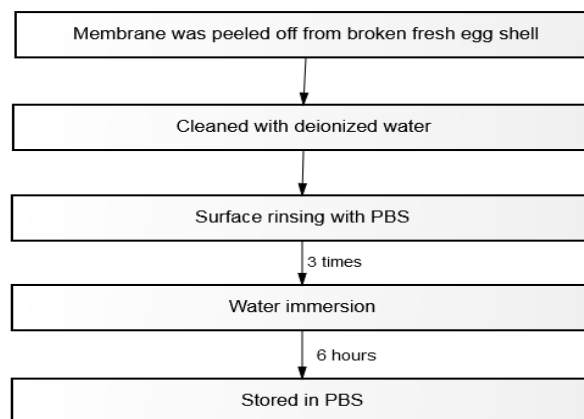 Membrane was peeled off from broken fresh egg shell
Cleaned with deionized water
Surface rinsing with PBS
3 times
Water immersion
6 hours
Stored in PBS